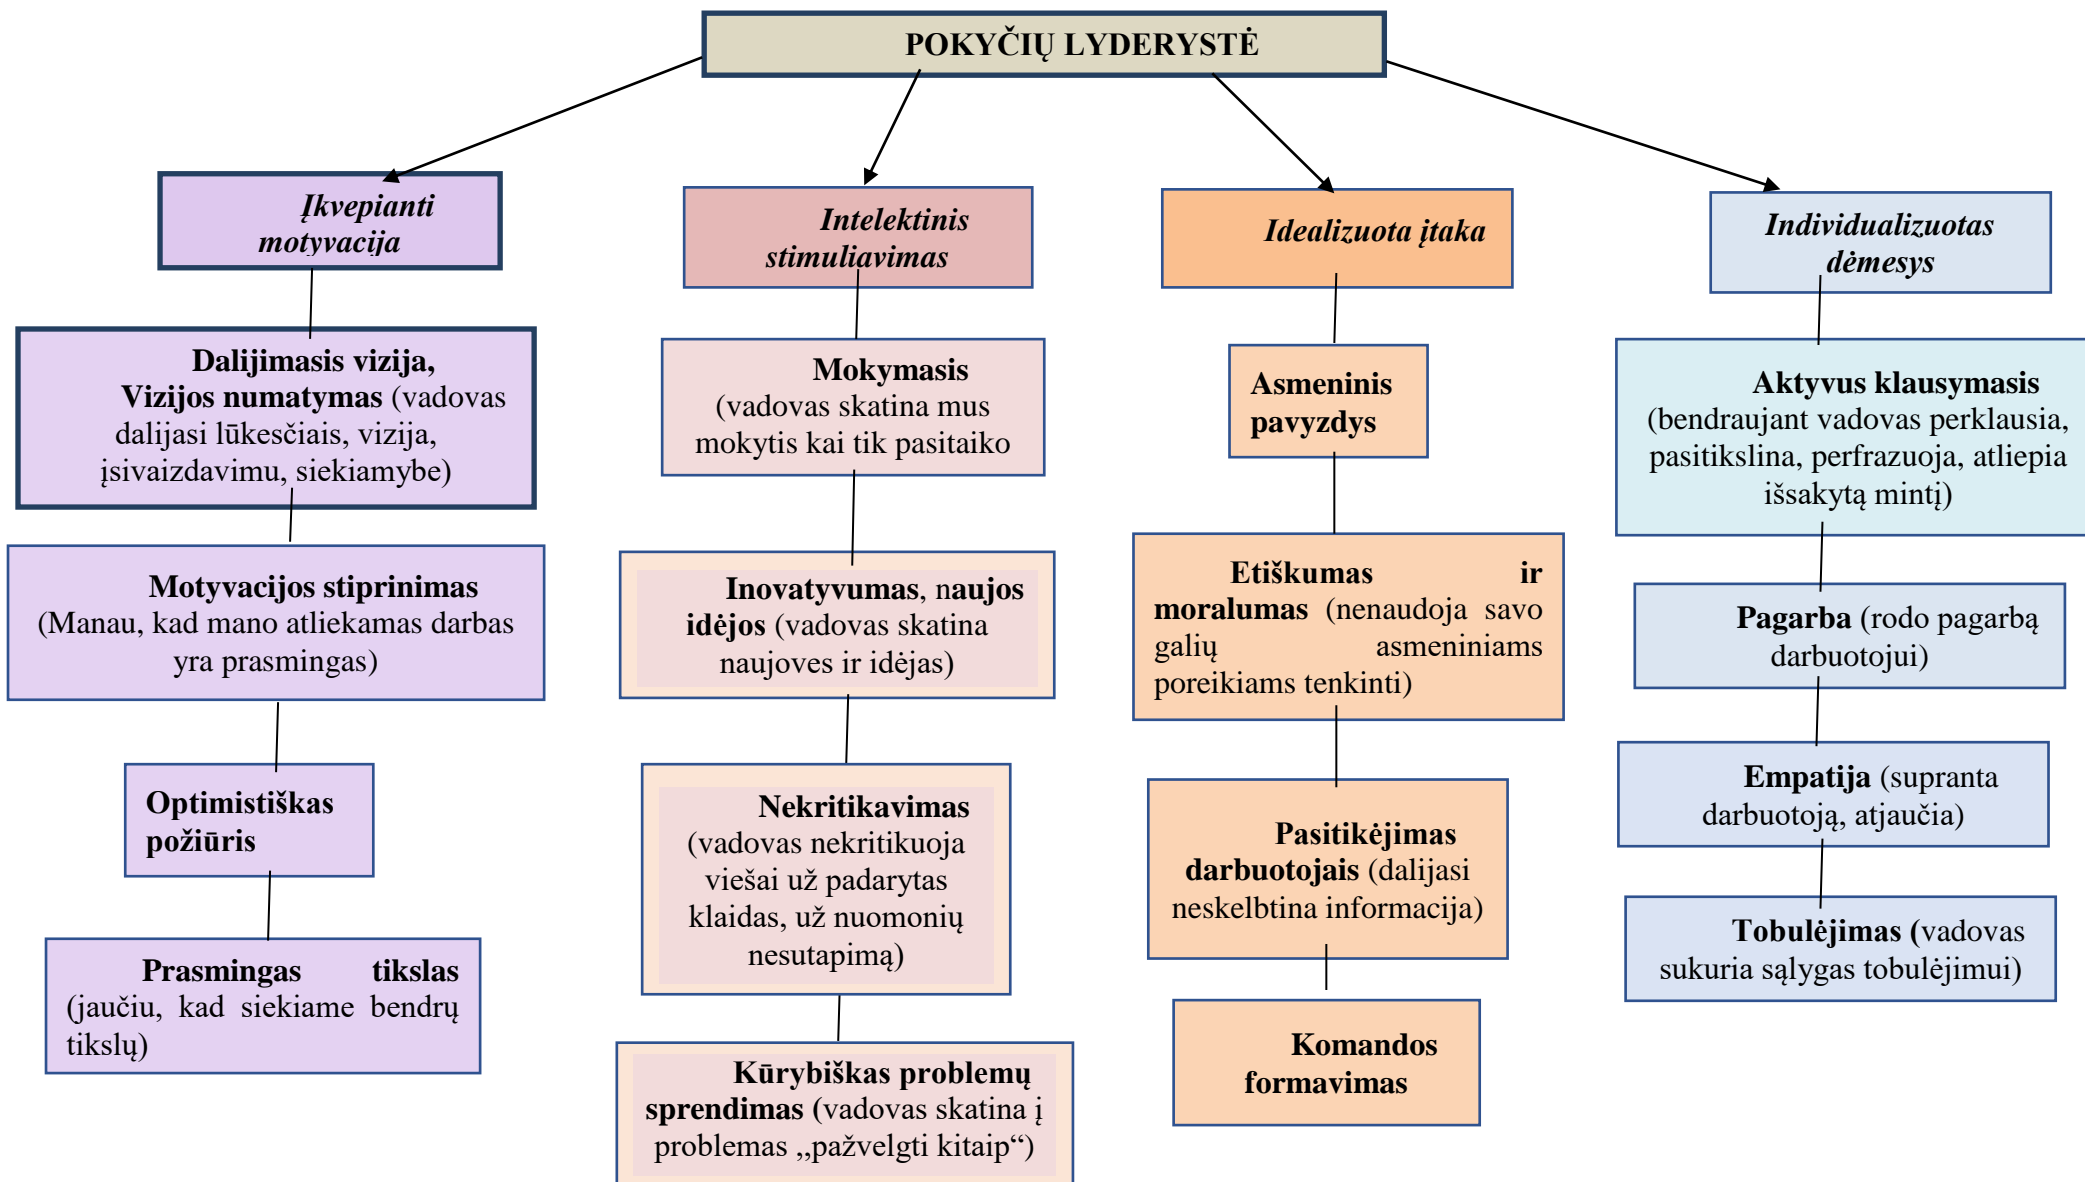 POKYČIŲ LYDERYSTĖ
Įkvepianti
motyvacija
Dalijimasis vizija,
Vizijos numatymas (vadovas
dalijasi lūkesčiais, vizija,
įsivaizdavimu, siekiamybe)
Motyvacijos stiprinimas
(Manau, kad mano atliekamas darbas
yra prasmingas)
Optimistiškas
požiūris
Prasmingas tikslas
(jaučiu, kad siekiame bendrų
tikslų)
Intelektinis
stimuliavimas
Mokymasis
(vadovas skatina mus
mokytis kai tik pasitaiko
Inovatyvumas, naujos
idėjos (vadovas skatina
naujoves ir idėjas)
Nekritikavimas
(vadovas nekritikuoja
viešai už padarytas
klaidas, už nuomonių
nesutapimą)
Kūrybiškas problemų
sprendimas (vadovas skatina į
problemas ,,pažvelgti kitaip“)
Idealizuota įtaka
Asmeninis
pavyzdys
Etiškumas ir
moralumas (nenaudoja savo
galių asmeniniams
poreikiams tenkinti)
Pasitikėjimas
darbuotojais (dalijasi
neskelbtina informacija)
Komandos
formavimas
Individualizuotas
dėmesys
Aktyvus klausymasis
(bendraujant vadovas perklausia,
pasitikslina, perfrazuoja, atliepia
išsakytą mintį)
Pagarba (rodo pagarbą
darbuotojui)
Empatija (supranta
darbuotoją, atjaučia)
Tobulėjimas (vadovas
sukuria sąlygas tobulėjimui)